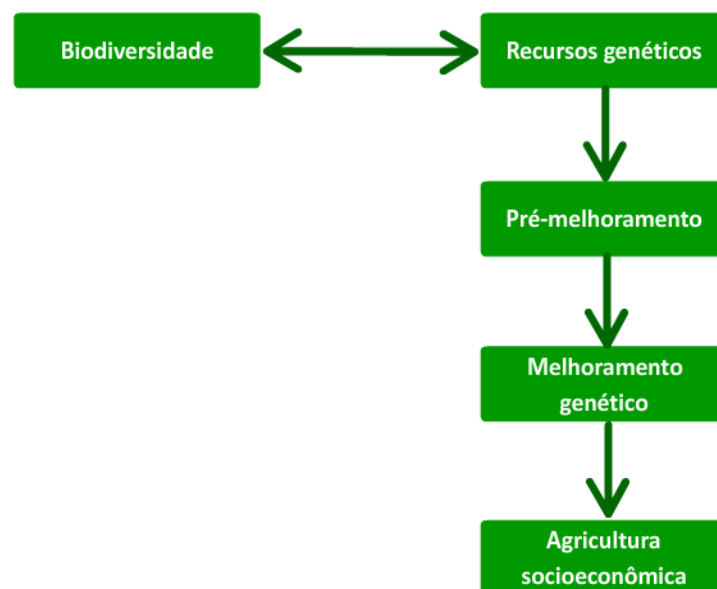 Biodiversidade
Recursos genéticos
Pré-melhoramento
Melhoramento
genético
Agricultura
socioeconômica